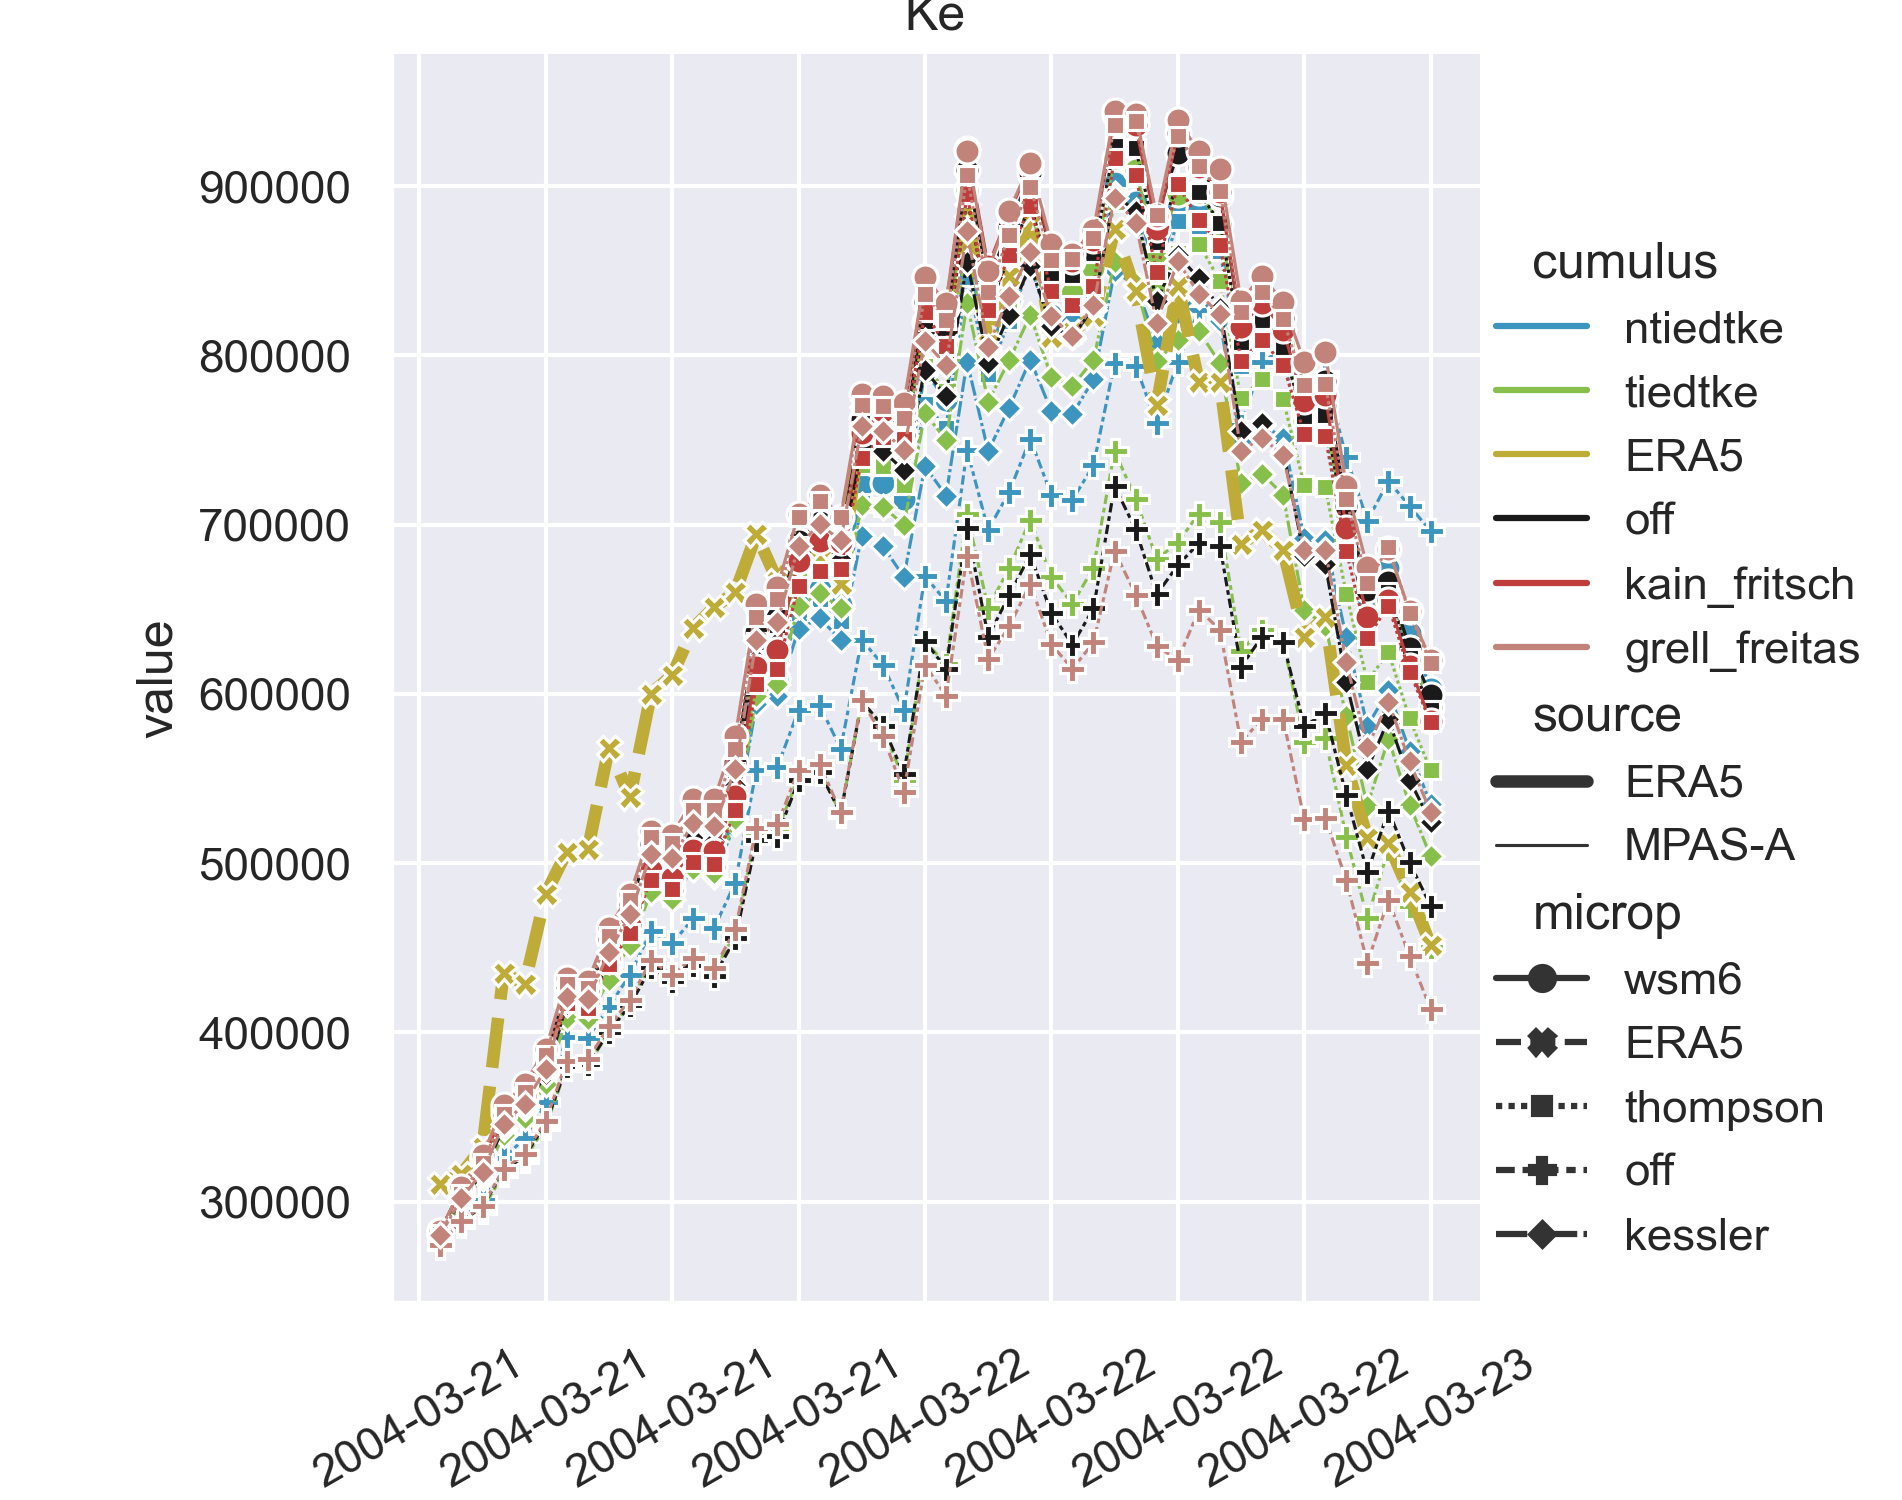 Ke
value
900000
800000
700000
600000
500000
400000
300000
2004-03-21
2004-03-21
2004-03-21
2004-03-21
2004-03-22
2004-03-22
2004-03-22
2004-03-22
2004-03-23
cumulus
ntiedtke
tiedtke
ERA5
off
kain_fritsch
grell_freitas
source
ERA5
MPAS-A
microp
wsm6
ERA5
thompson
off
kessler